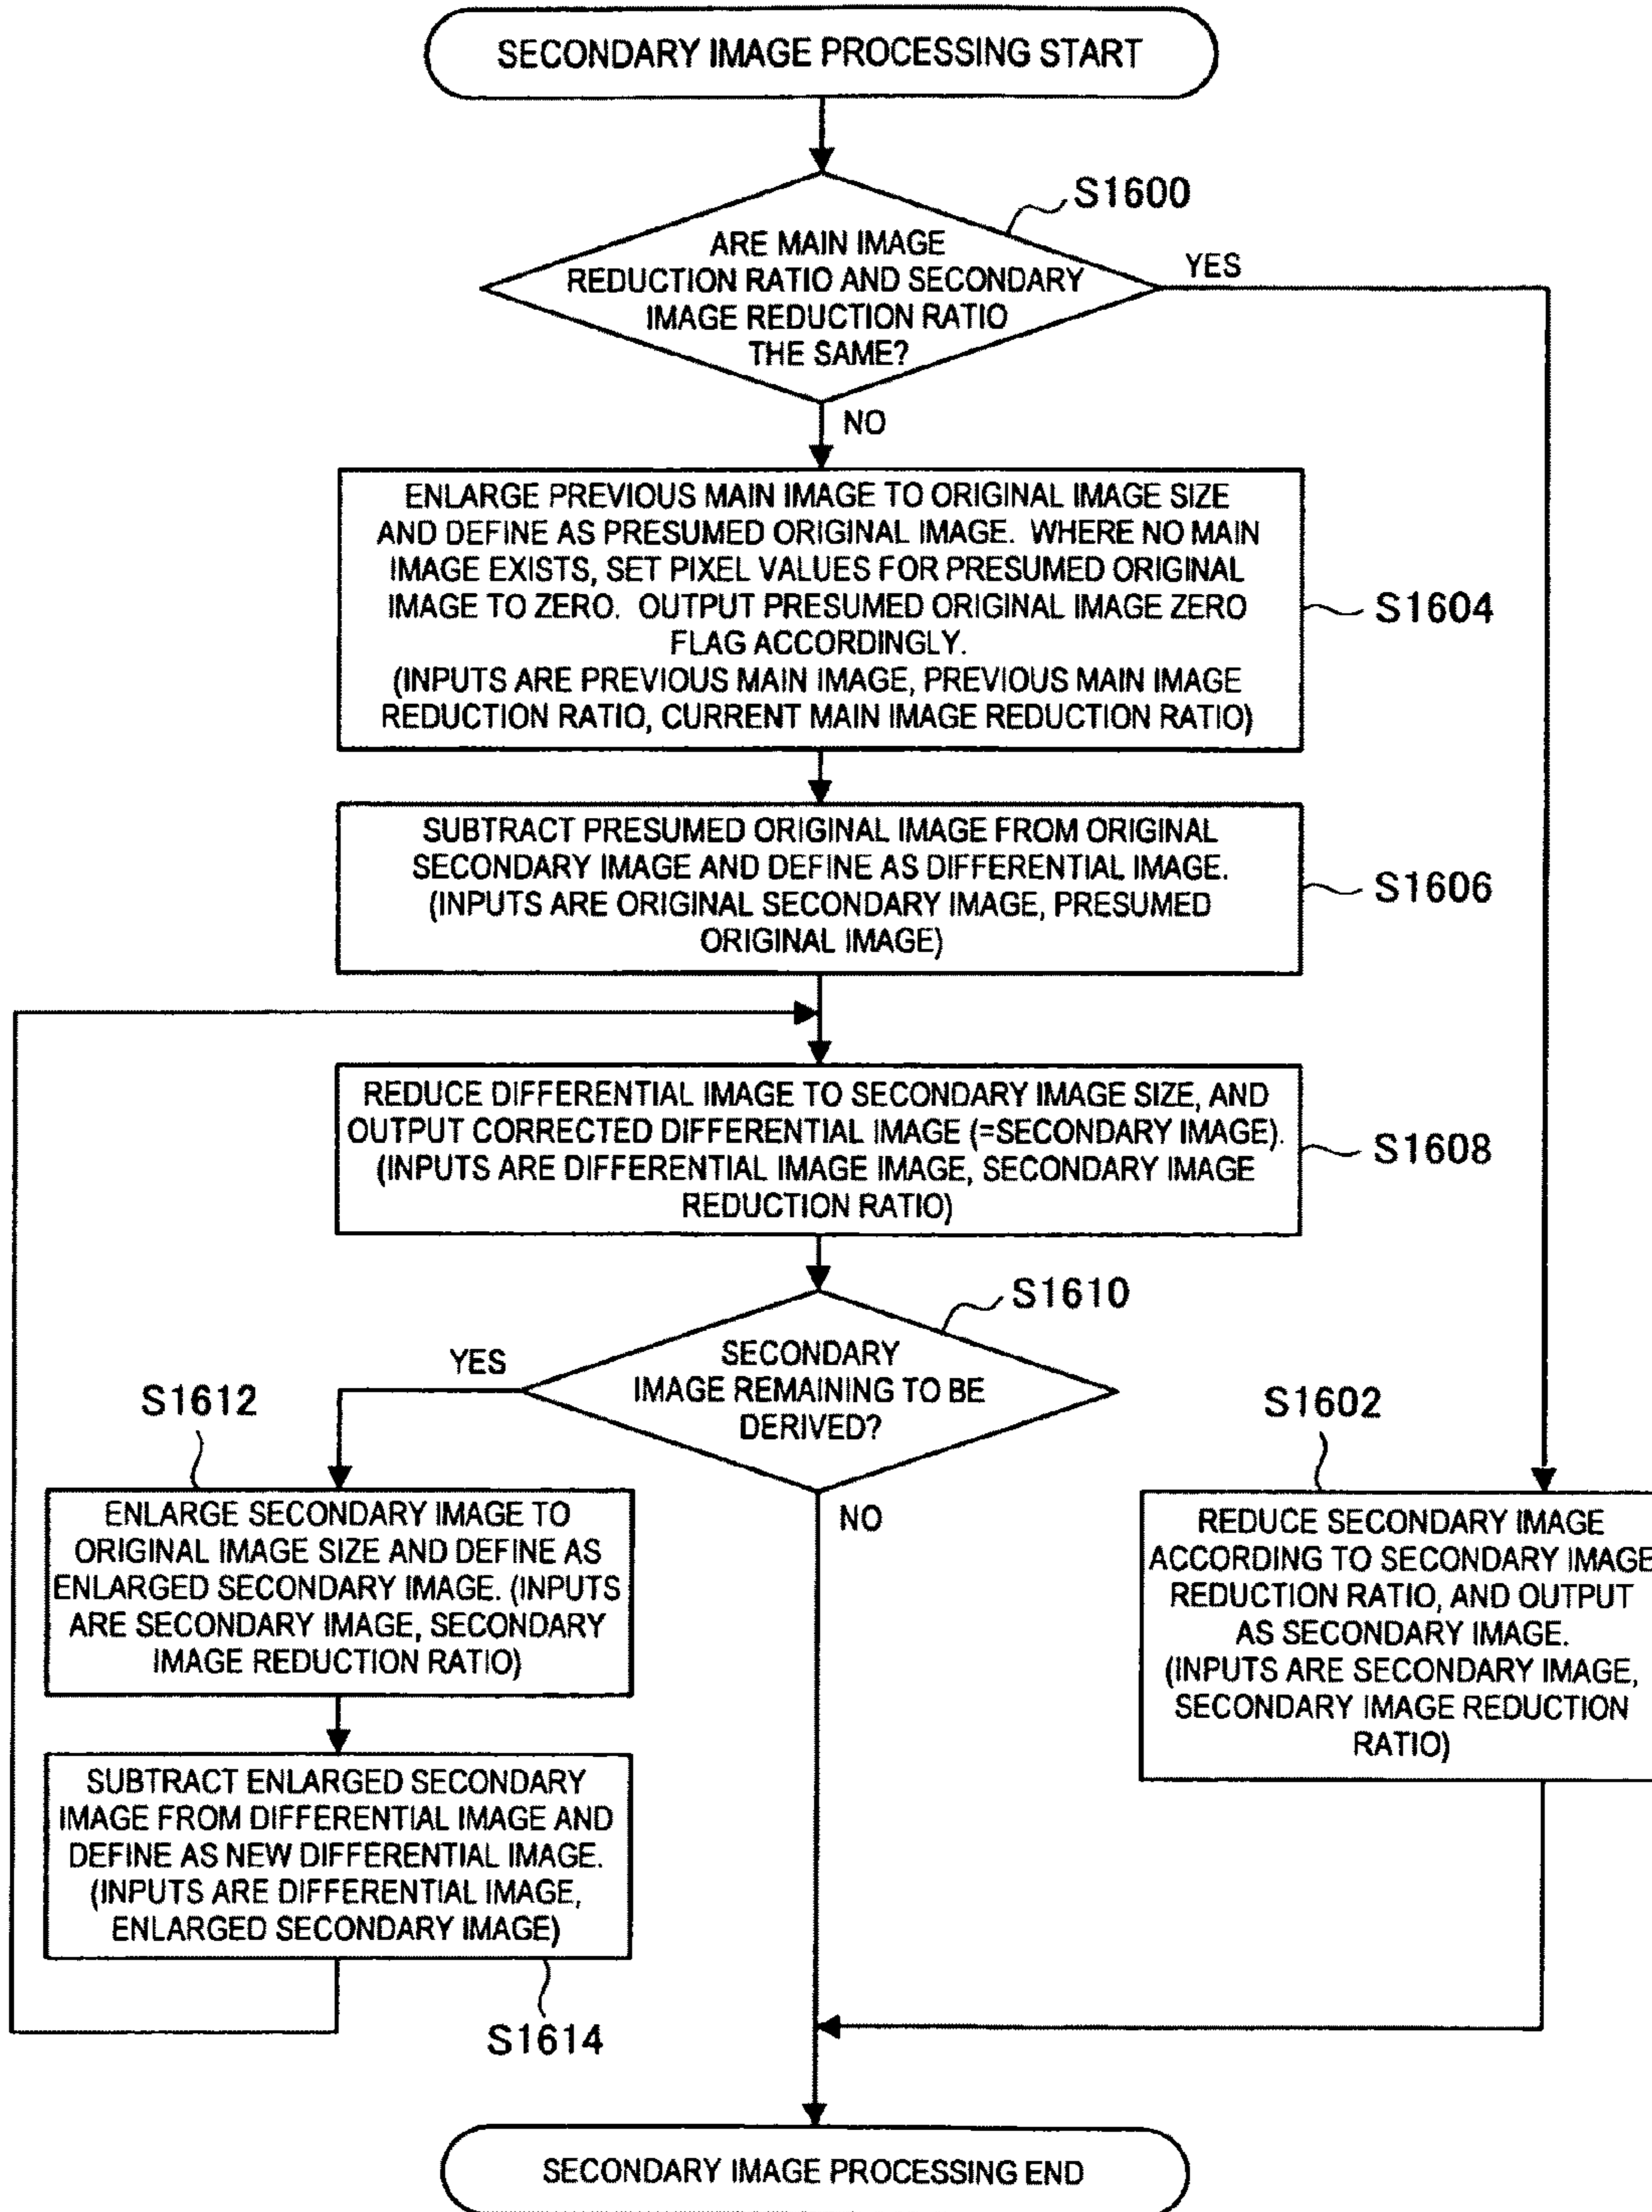 SECONDARY IMAGE PROCESSING START
S1600
ARE MAIN IMAGE
REDUCTION RATIO AND SECONDARY
IMAGE REDUCTION RATIO
THE SAME?
YES
NO
ENLARGE PREVIOUS MAIN IMAGE TO ORIGINAL IMAGE SIZE
AND DEFINE AS PRESUMED ORIGINAL IMAGE. WHERE NO MAIN
IMAGE EXISTS, SET PIXEL VALUES FOR PRESUMED ORIGINAL
IMAGE TO ZERO. OUTPUT PRESUMED ORIGINAL IMAGE ZERO
FLAG ACCORDINGLY.
(INPUTS ARE PREVIOUS MAIN IMAGE, PREVIOUS MAIN IMAGE
REDUCTION RATIO, CURRENT MAIN IMAGE REDUCTION RATIO)
S1604
SUBTRACT PRESUMED ORIGINAL IMAGE FROM ORIGINAL
SECONDARY IMAGE AND DEFINE AS DIFFERENTIAL IMAGE.
(INPUTS ARE ORIGINAL SECONDARY IMAGE, PRESUMED
ORIGINAL IMAGE)
S1606
REDUCE DIFFERENTIAL IMAGE TO SECONDARY IMAGE SIZE, AND
OUTPUT CORRECTED DIFFERENTIAL IMAGE (=SECONDARY IMAGE).
(INPUTS ARE DIFFERENTIAL IMAGE IMAGE, SECONDARY IMAGE
REDUCTION RATIO)
S1608
S1610
SECONDARY
IMAGE REMAINING TO BE
DERIVED?
YES
NO
S1612
ENLARGE SECONDARY IMAGE TO
ORIGINAL IMAGE SIZE AND DEFINE AS
ENLARGED SECONDARY IMAGE. (INPUTS
ARE SECONDARY IMAGE, SECONDARY
IMAGE REDUCTION RATIO)
S1602
REDUCE SECONDARY IMAGE
ACCORDING TO SECONDARY IMAGE
REDUCTION RATIO, AND OUTPUT
AS SECONDARY IMAGE.
(INPUTS ARE SECONDARY IMAGE,
SECONDARY IMAGE REDUCTION
RATIO)
SUBTRACT ENLARGED SECONDARY
IMAGE FROM DIFFERENTIAL IMAGE AND
DEFINE AS NEW DIFFERENTIAL IMAGE.
(INPUTS ARE DIFFERENTIAL IMAGE,
ENLARGED SECONDARY IMAGE)
S1614
SECONDARY IMAGE PROCESSING END